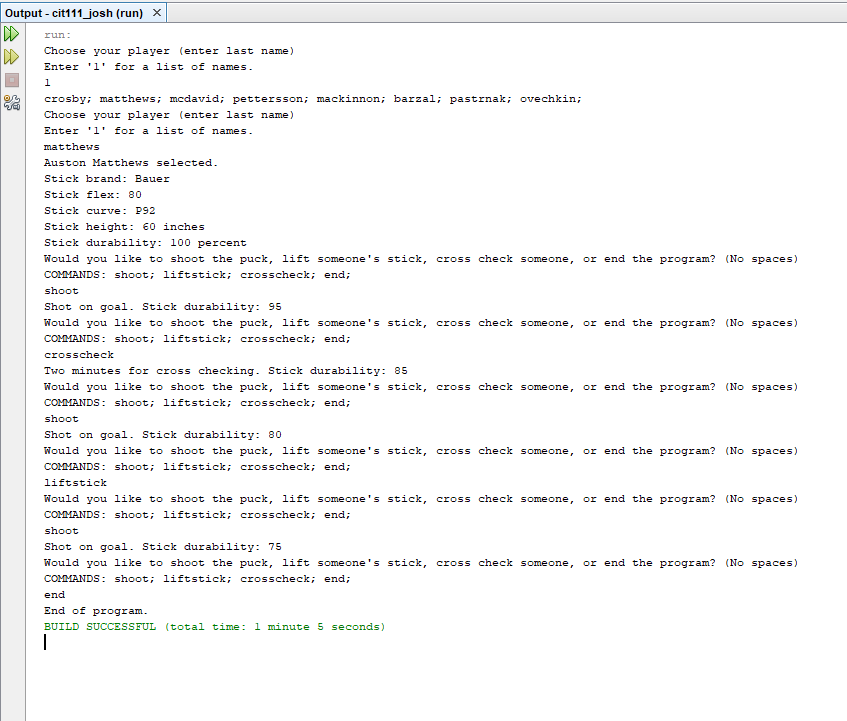 Output - cit111_josh (run) ×
run:
Choose your player (enter last name)
Enter '1' for a list of names.
1
crosby; matthews; mcdavid; pettersson; mackinnon; barzal; pastrnak; ovechkin;
Choose your player (enter last name)
Enter '1' for a list of names.
matthews
Auston Matthews selected.
Stick brand: Bauer
Stick flex: 80
Stick curve: P92
Stick height: 60 inches
Stick durability: 100 percent
Would you like to shoot the puck, lift someone's stick, cross check someone, or end the program? (No spaces)
COMMANDS: shoot; liftstick; crosscheck; end;
shoot
Shot on goal. Stick durability: 95
Would you like to shoot the puck, lift someone's stick, cross check someone, or end the program? (No spaces)
COMMANDS: shoot; liftstick; crosscheck; end;
crosscheck
Two minutes for cross checking. Stick durability: 85
Would you like to shoot the puck, lift someone's stick, cross check someone, or end the program? (No spaces)
COMMANDS: shoot; liftstick; crosscheck; end;
shoot
Shot on goal. Stick durability: 80
Would you like to shoot the puck, lift someone's stick, cross check someone, or end the program? (No spaces)
COMMANDS: shoot; liftstick; crosscheck; end;
liftstick
Would you like to shoot the puck, lift someone's stick, cross check someone, or end the program? (No spaces)
COMMANDS: shoot; liftstick; crosscheck; end;
shoot
Shot on goal. Stick durability: 75
Would you like to shoot the puck, lift someone's stick, cross check someone, or end the program? (No spaces)
COMMANDS: shoot; liftstick; crosscheck; end;
end
End of program.
BUILD SUCCESSFUL (total time: 1 minute 5 seconds)